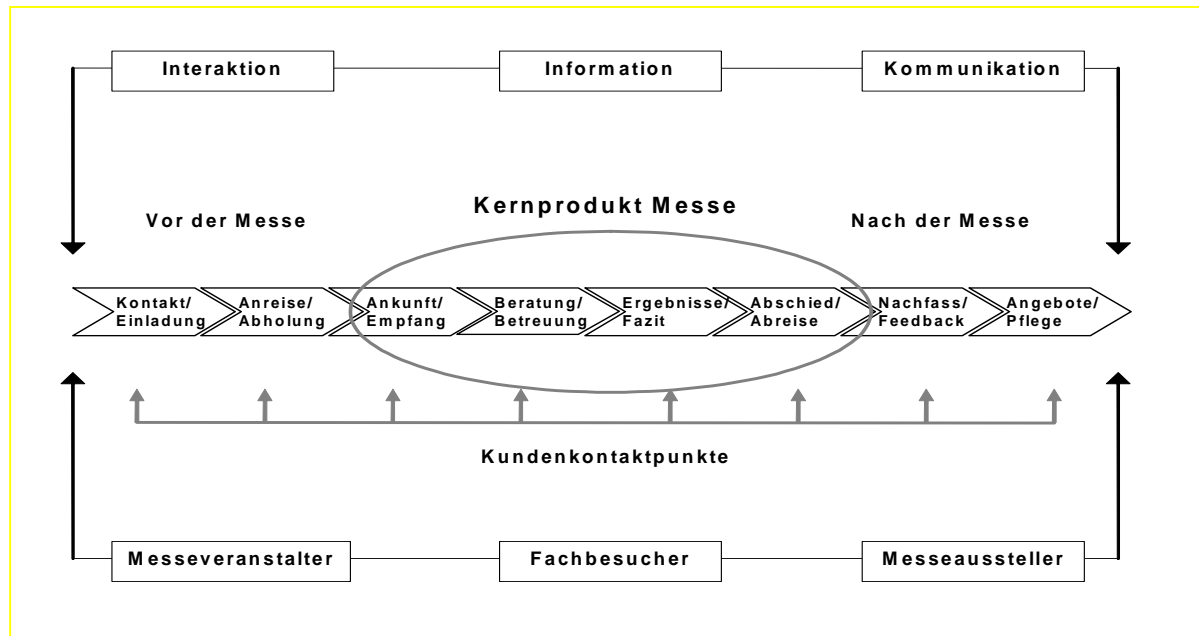 Interaktion
Information
Kommunikation
Vor der Messe
Kernprodukt Messe
Nach der Messe
Kontakt/
Einladung
Anreise/
Abholung
Ankunft/
Empfang
Beratung/
Betreuung
Ergebnisse/
Fazit
Abschied/
Abreise
Nachfass/
Feedback
Angebote/
Pflege
Kundenkontaktpunkte
Messeveranstalter
Fachbesucher
Messeaussteller